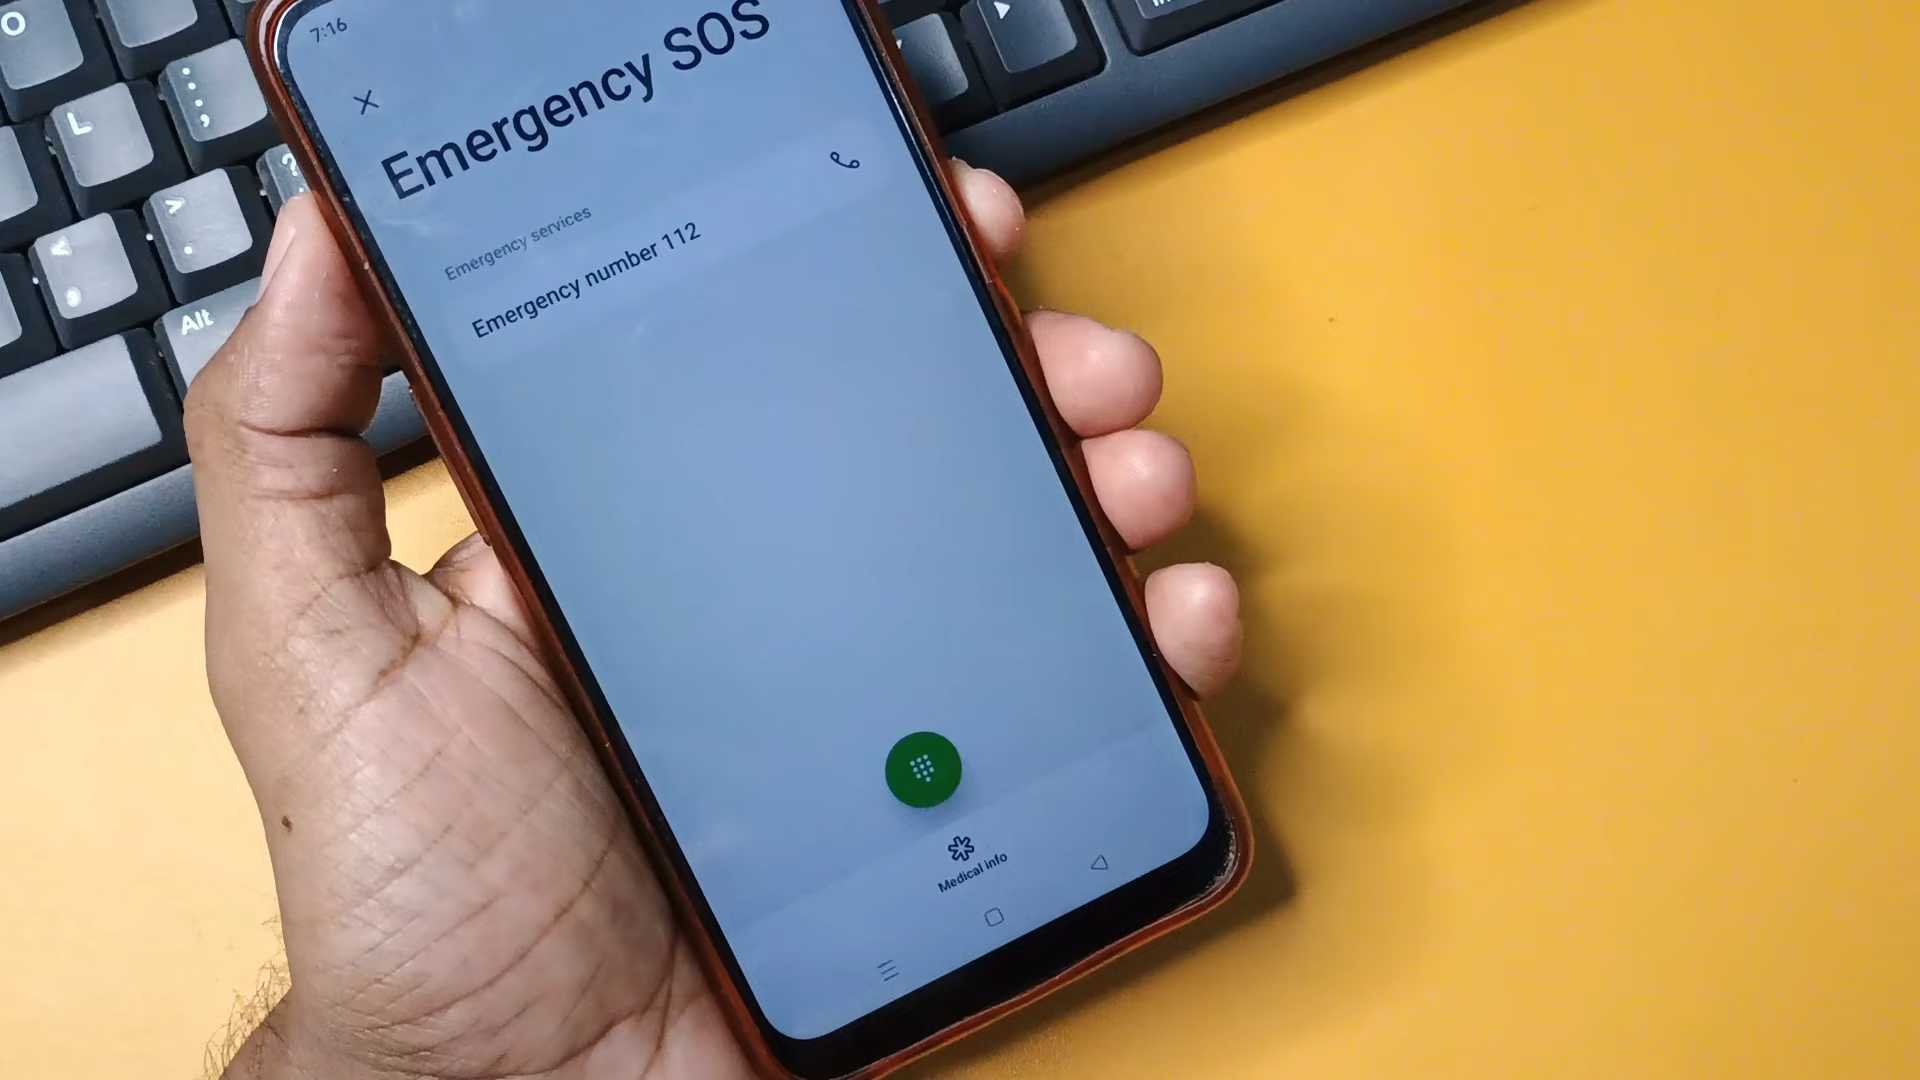 7:16
Emergency SOS
Emergency services
Emergency number 112
Medical info
O
L
:
;
?
<
>
.
Alt